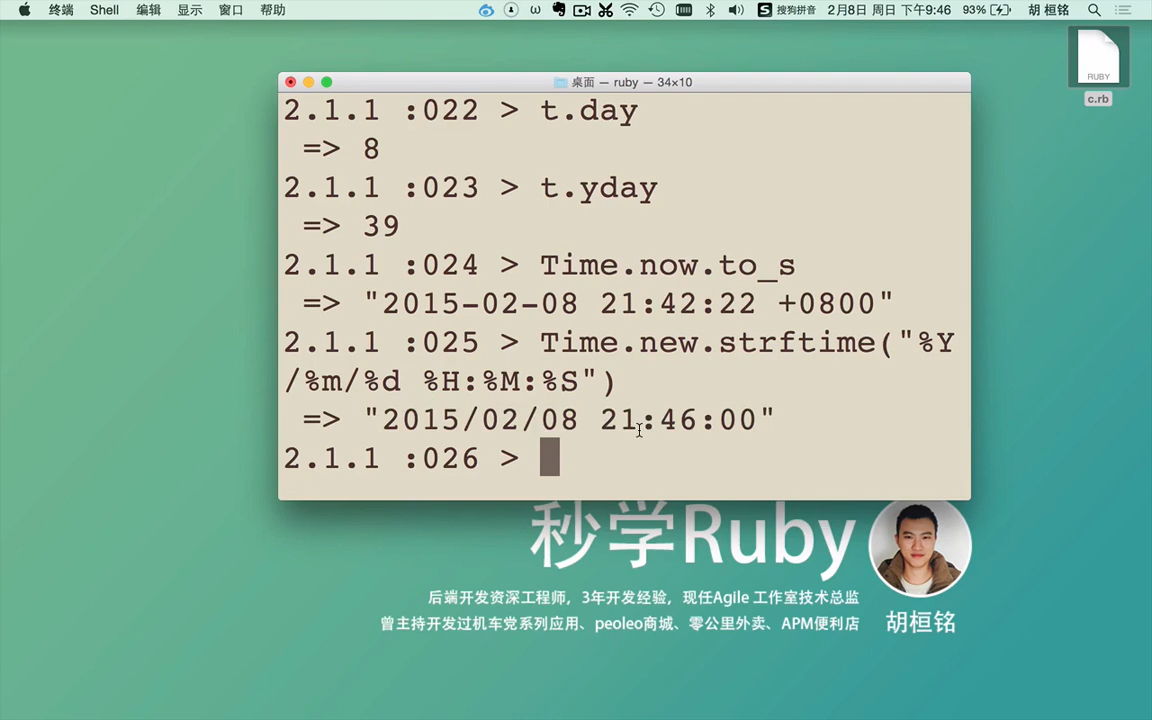 终端 Shell 编辑 显示 窗口 帮助 搜狗拼音 2月8日 周日 下午9:46 93% 胡 桓铭
RUBY
c.rb
桌面 — ruby — 34×10
2.1.1 :022 > t.day
=> 8
2.1.1 :023 > t.yday
=> 39
2.1.1 :024 > Time.now.to_s
=> "2015-02-08 21:42:22 +0800"
2.1.1 :025 > Time.new.strftime("%Y
/%m/%d %H:%M:%S")
=> "2015/02/08 21:46:00"
2.1.1 :026 >
秒学Ruby
后端开发资深工程师，3年开发经验，现任Agile 工作室技术总监
曾主持开发过机车党系列应用、peoleo商城、零公里外卖、APM便利店
胡桓铭